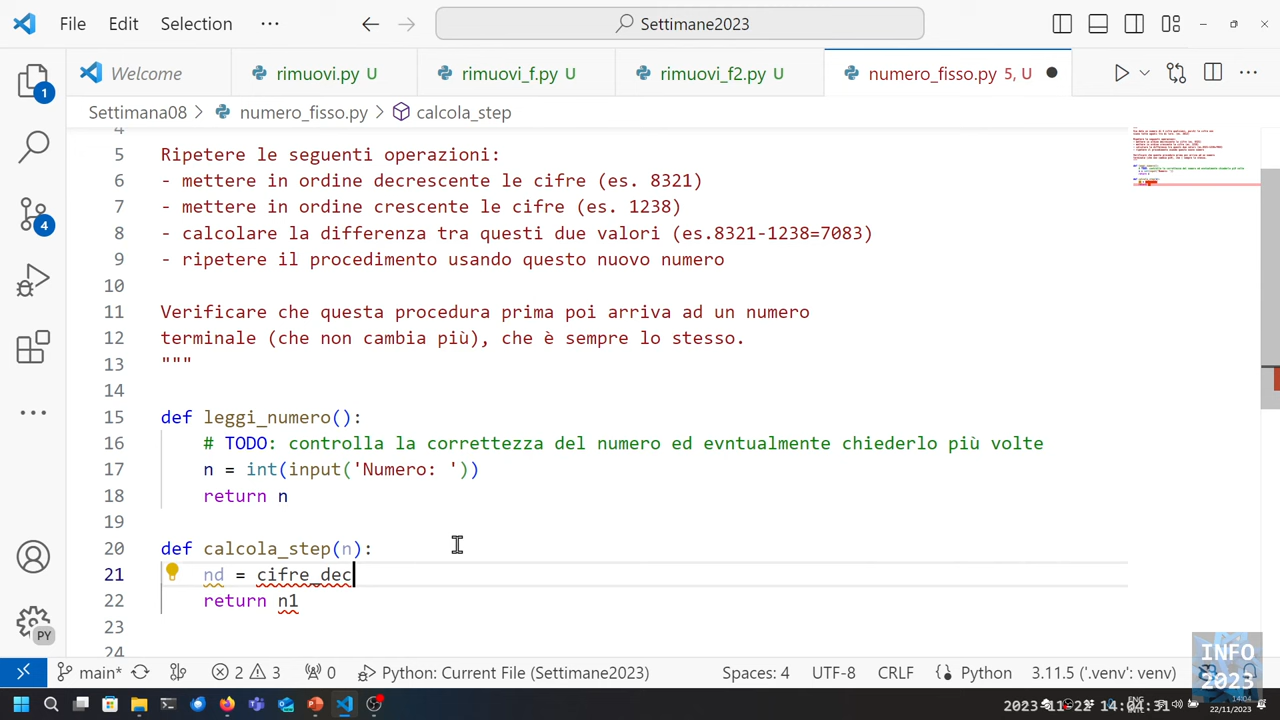 File Edit Selection ··· Settimane2023
Welcome rimuovi.py U rimuovi_f.py U rimuovi_f2.py U numero_fisso.py 5, U
Settimana08 > numero_fisso.py > calcola_step
4
5 Ripetere le seguenti operazioni:
6 - mettere in ordine decrescente le cifre (es. 8321)
7 - mettere in ordine crescente le cifre (es. 1238)
8 - calcolare la differenza tra questi due valori (es.8321-1238=7083)
9 - ripetere il procedimento usando questo nuovo numero
10
11 Verificare che questa procedura prima poi arriva ad un numero
12 terminale (che non cambia più), che è sempre lo stesso.
13 """
14
15 def leggi_numero():
16 # TODO: controlla la correttezza del numero ed evntualmente chiederlo più volte
17 n = int(input('Numero: '))
18 return n
19
20 def calcola_step(n):
21 nd = cifre_dec
22 return n1
23
24
1
4
PY
INFO
2023
main* 2 3 0 Python: Current File (Settimane2023) Spaces: 4 UTF-8 CRLF Python 3.11.5 ('.venv': venv)
ENG
14:04
22/11/2023